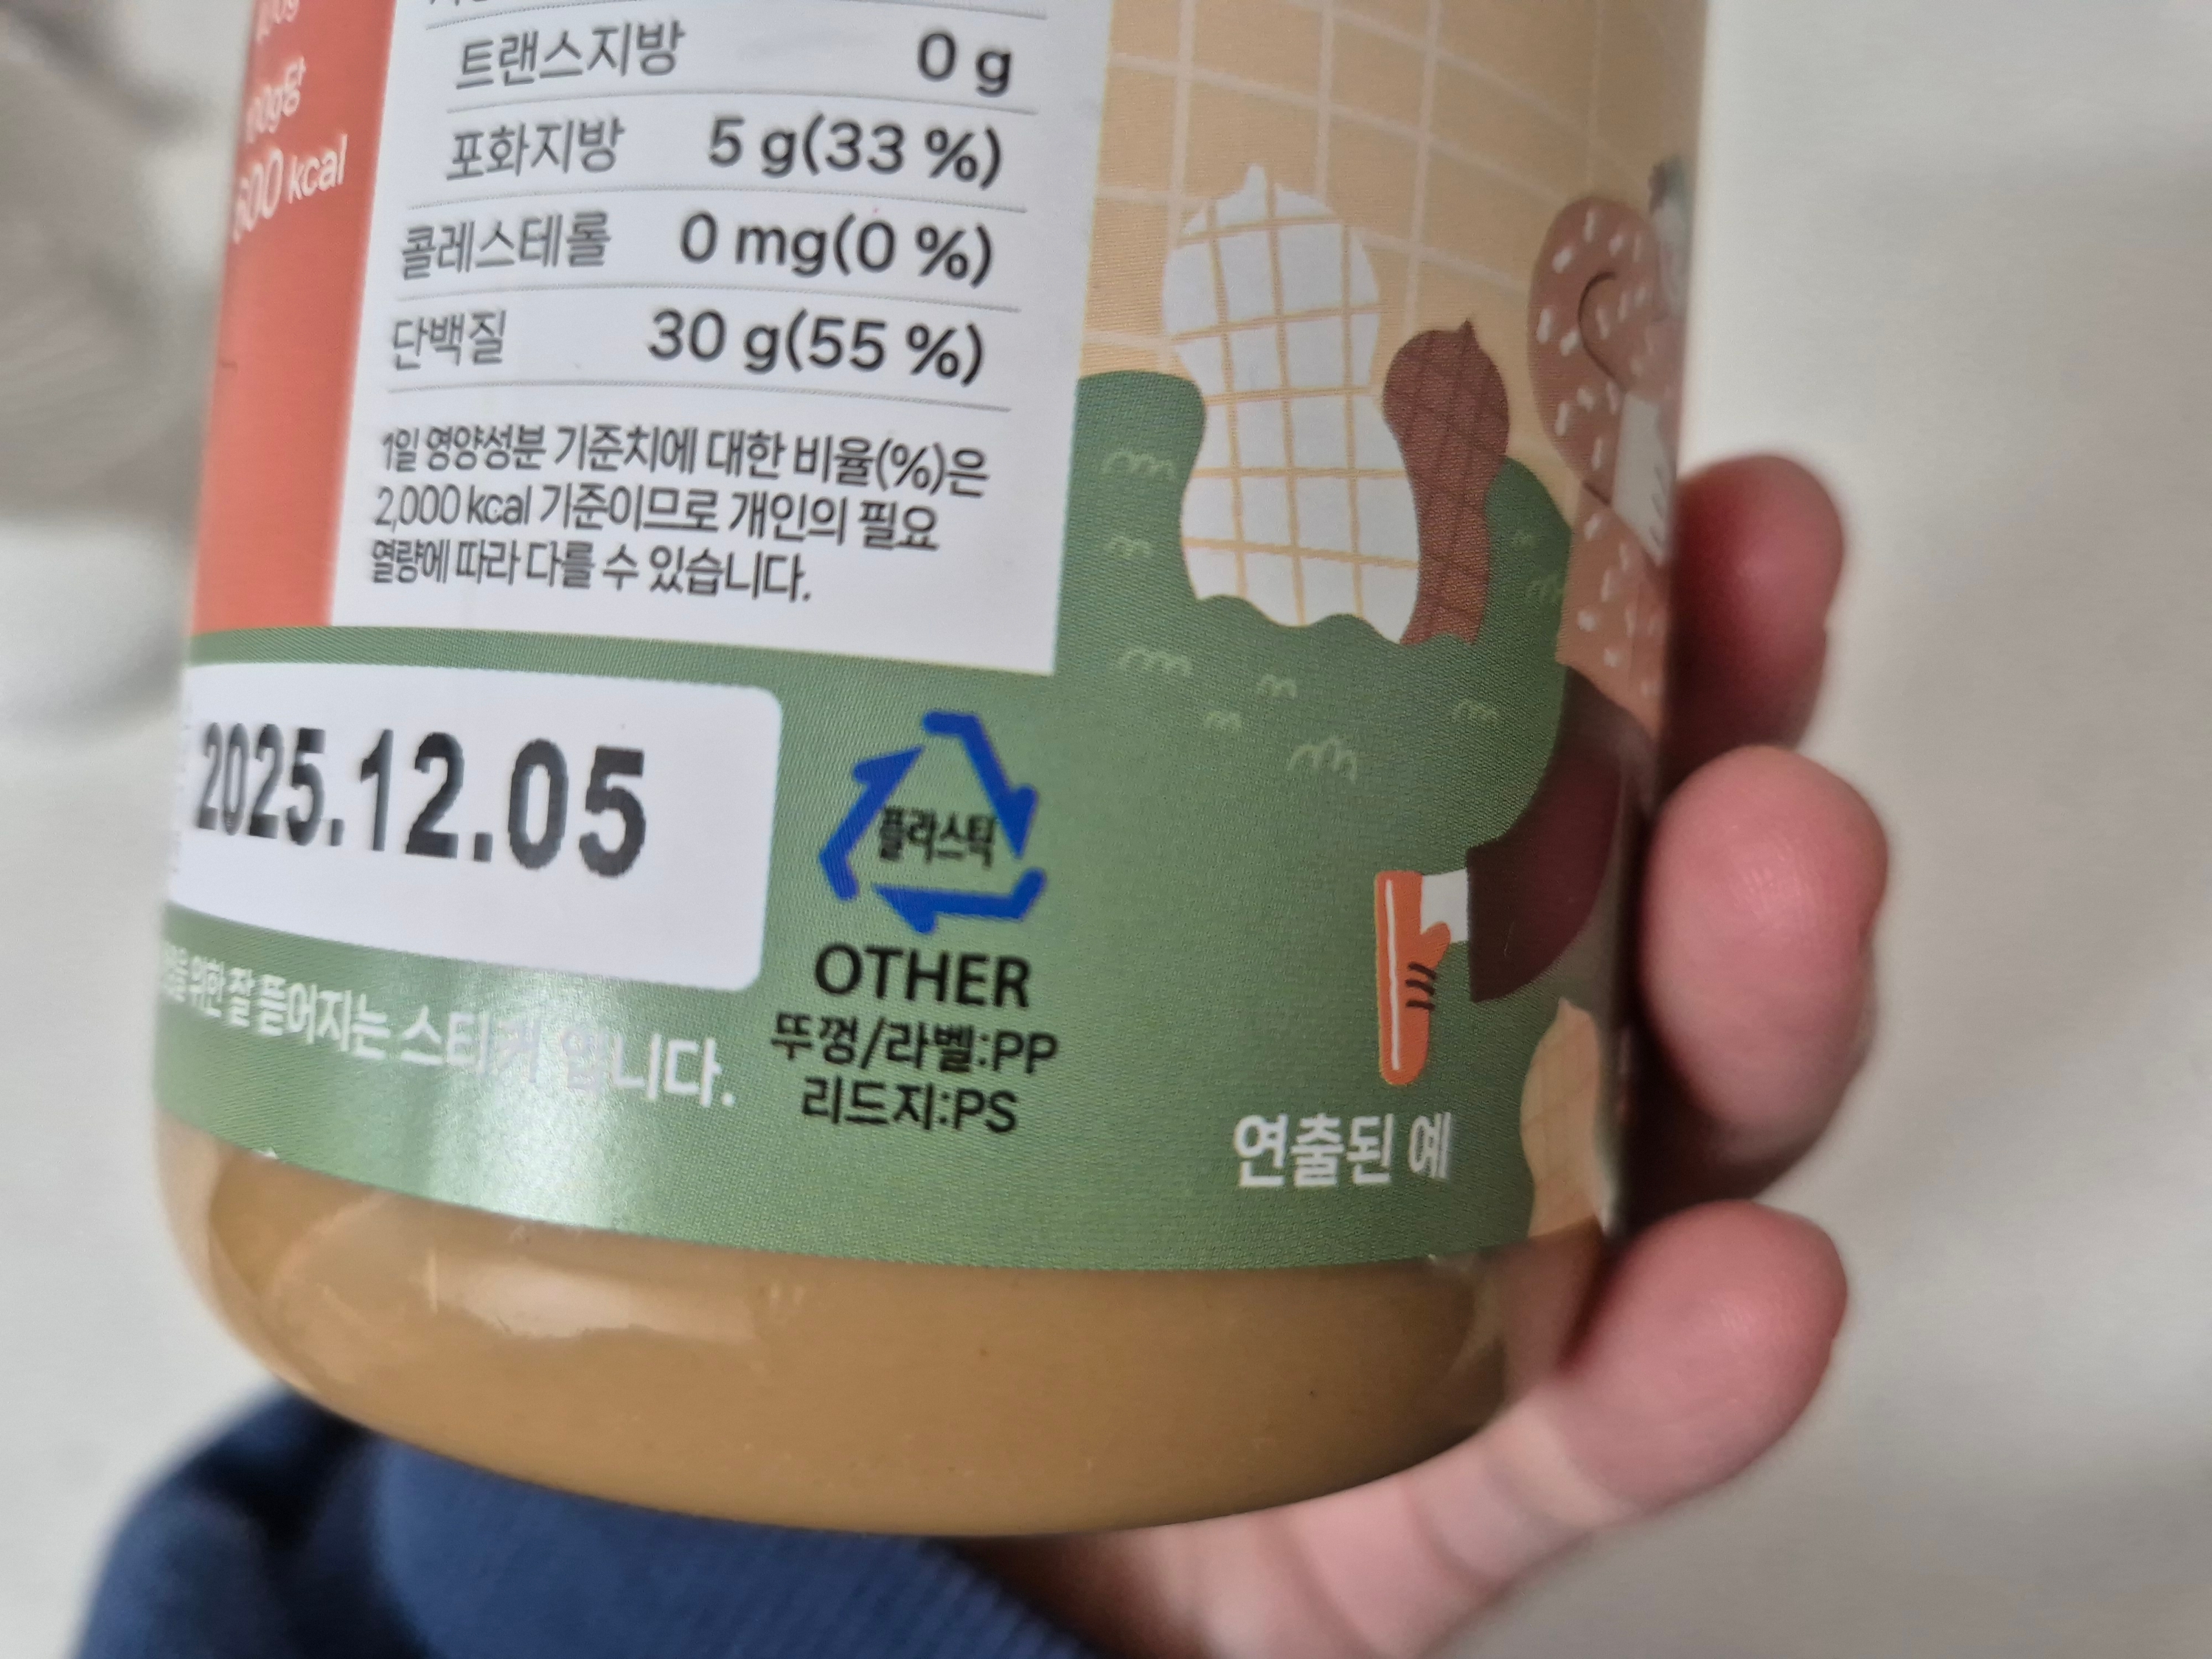 100g당
600 kcal
트랜스지방 0 g
포화지방 5 g(33 %)
콜레스테롤 0 mg(0 %)
단백질 30 g(55 %)
1일 영양성분 기준치에 대한 비율(%)은
2,000 kcal 기준이므로 개인의 필요
열량에 따라 다를 수 있습니다.
2025.12.05
위한 잘 뜯어지는 스티커 입니다.
플라스틱
OTHER
뚜껑/라벨:PP
리드지:PS
연출된 예